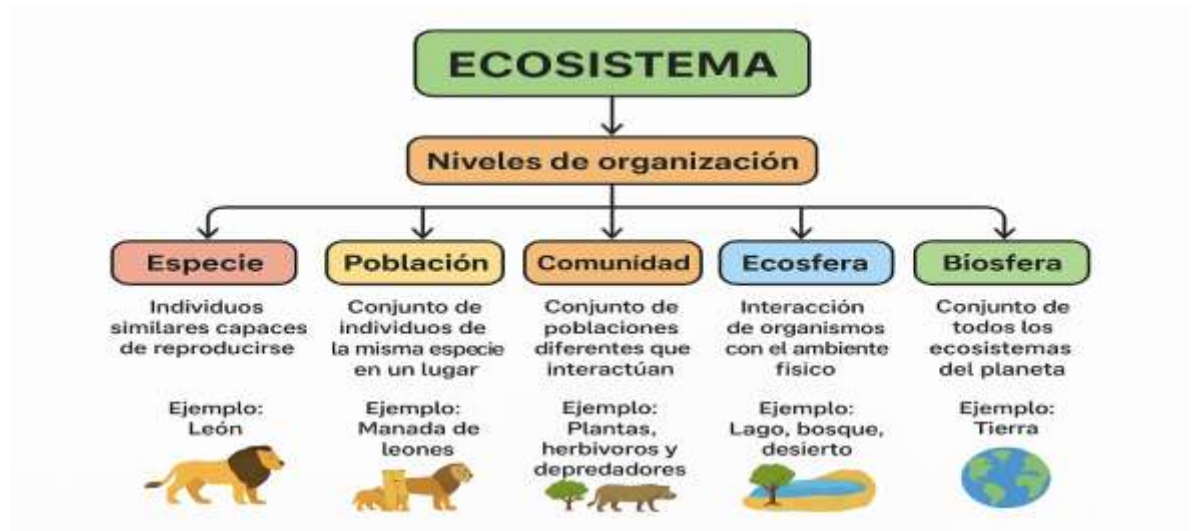 ECOSISTEMA
Niveles de organización
Especie
Individuos
similares capaces
de reproducirse
Ejemplo:
León
Población
Conjunto de
individuos de
la misma especie
en un lugar
Ejemplo:
Manada de
leones
Comunidad
Conjunto de
poblaciones
diferentes que
interactúan
Ejemplo:
Plantas,
herbivoros y
depredadores
Ecosfera
Interacción
de organismos
con el ambiente
fisico
Ejemplo:
Lago, bosque,
desierto
Biosfera
Conjunto de
todos los
ecosistemas
del planeta
Ejemplo:
Tierra